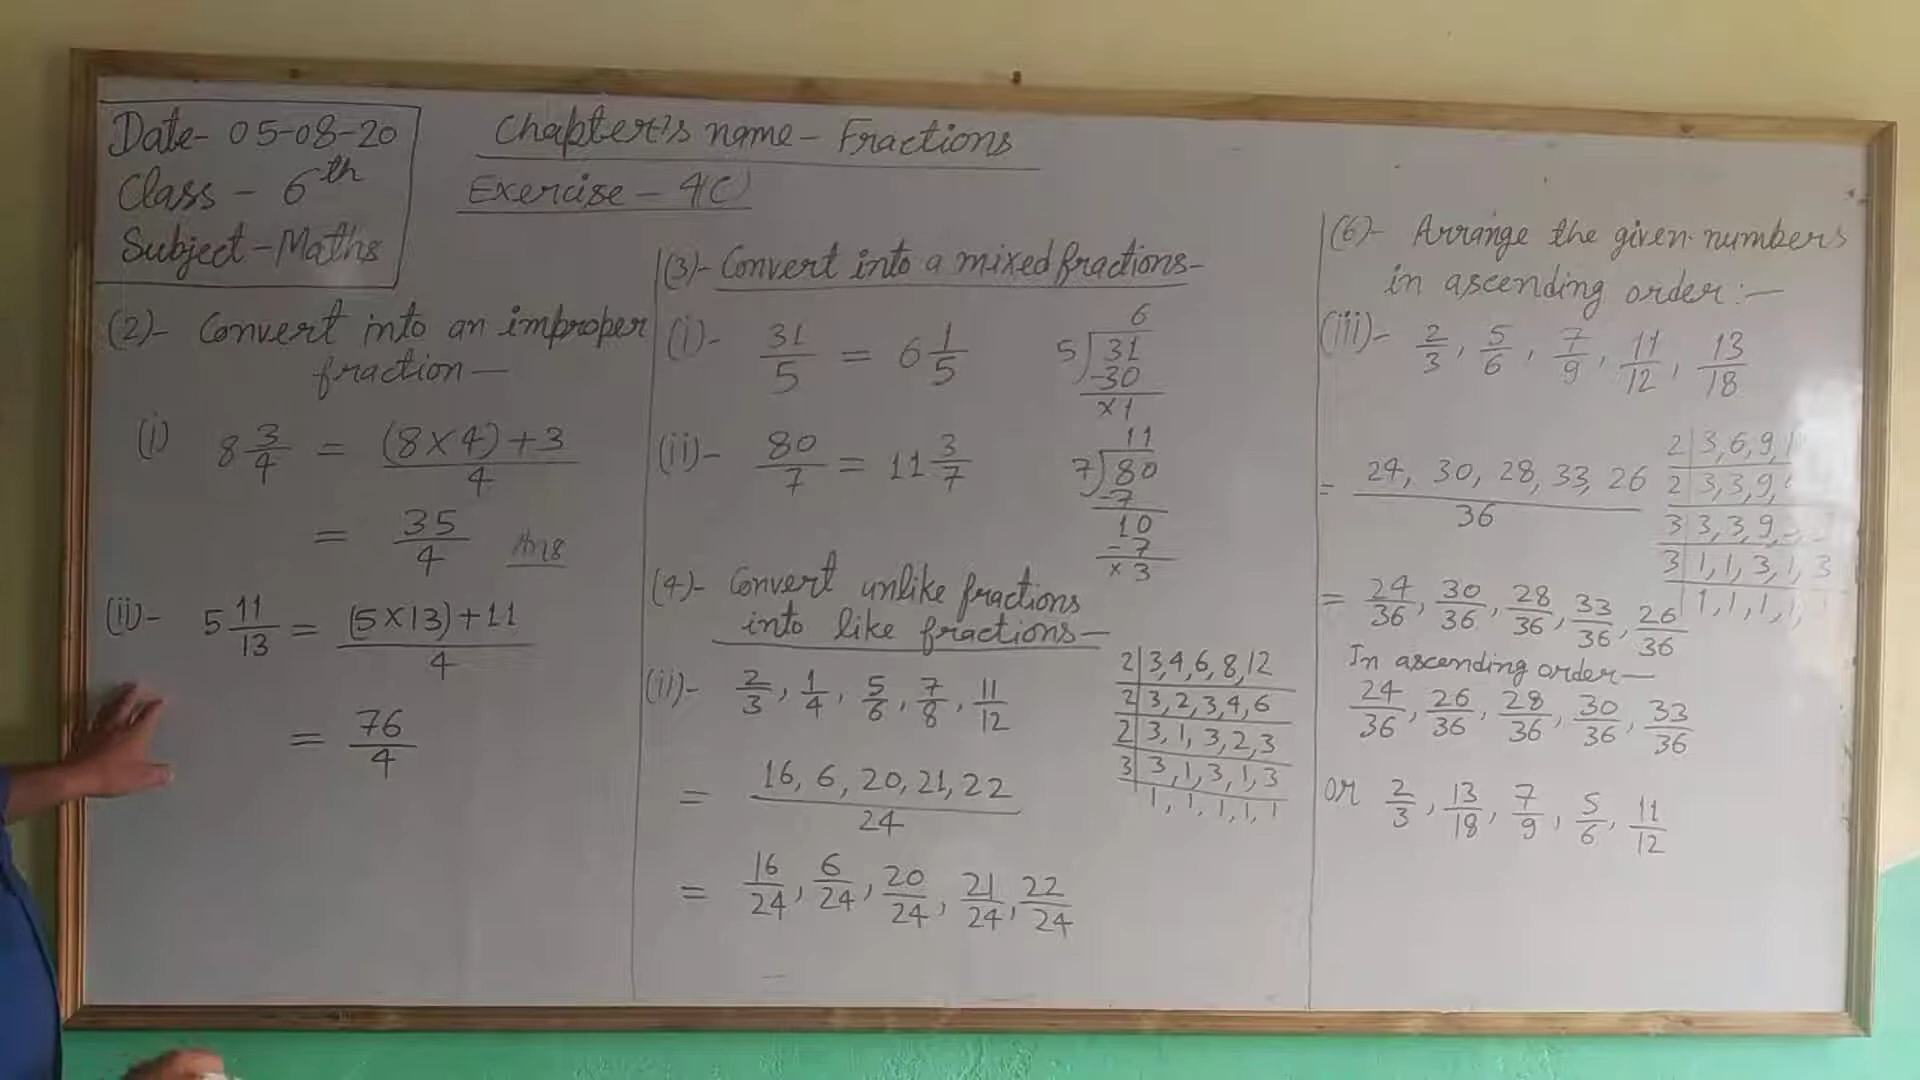 Date- 05-08-20
Class - 6th
Subject - Maths
Chapter's name - Fractions
Exercise - 4(C)
(2)- Convert into an improper
fraction -
(i) 8 3/4 = (8×4)+3/4
= 35/4 Ans
(ii)- 5 11/13 = (5×13)+11/4
= 76/4
(3)- Convert into a mixed fractions-
(i)- 31/5 = 6 1/5
6
5)31
-30
×1
(ii)- 80/7 = 11 3/7
11
7)80
-7
10
-7
×3
(4)- Convert unlike fractions
into like fractions-
(ii)- 2/3, 1/4, 5/6, 7/8, 11/12
2|3,4,6,8,12
2|3,2,3,4,6
2|3,1,3,2,3
3|3,1,3,1,3
1,1,1,1,1
= 16, 6, 20, 21, 22/24
= 16/24, 6/24, 20/24, 21/24, 22/24
(6)- Arrange the given numbers
in ascending order:-
(iii)- 2/3, 5/6, 7/9, 11/12, 13/18
2|3,6,9,
2|3,3,9,
3|3,3,9,
3|1,1,3,1,3
1,1,1,1,
= 24, 30, 28, 33, 26/36
= 24/36, 30/36, 28/36, 33/36, 26/36
In ascending order-
24/36, 26/36, 28/36, 30/36, 33/36
or 2/3, 13/18, 7/9, 5/6, 11/12